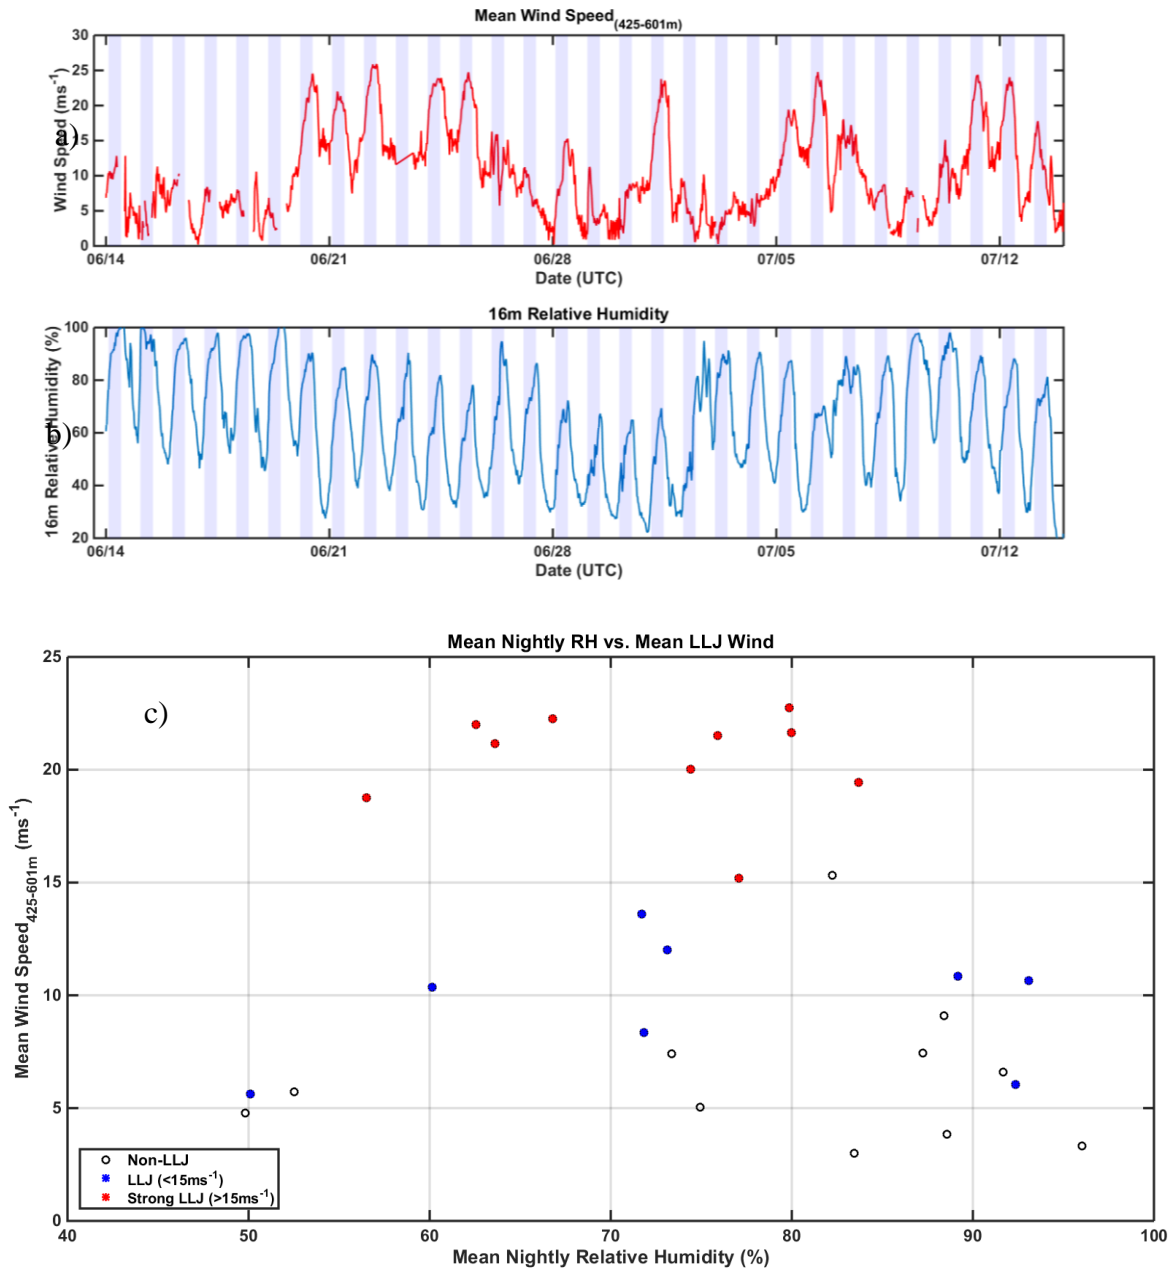 Mean Wind Speed(425-601m)
30
25
20
15
10
5
0
Wind Speed (ms-1)
a)
06/14 06/21 06/28 07/05 07/12
Date (UTC)
16m Relative Humidity
100
80
60
40
20
16m Relative Humidity (%)
b)
06/14 06/21 06/28 07/05 07/12
Date (UTC)
Mean Nightly RH vs. Mean LLJ Wind
25
20
15
10
5
0
c)
Mean Wind Speed425-601m (ms-1)
Non-LLJ
LLJ (<15ms-1)
Strong LLJ (>15ms-1)
40 50 60 70 80 90 100
Mean Nightly Relative Humidity (%)